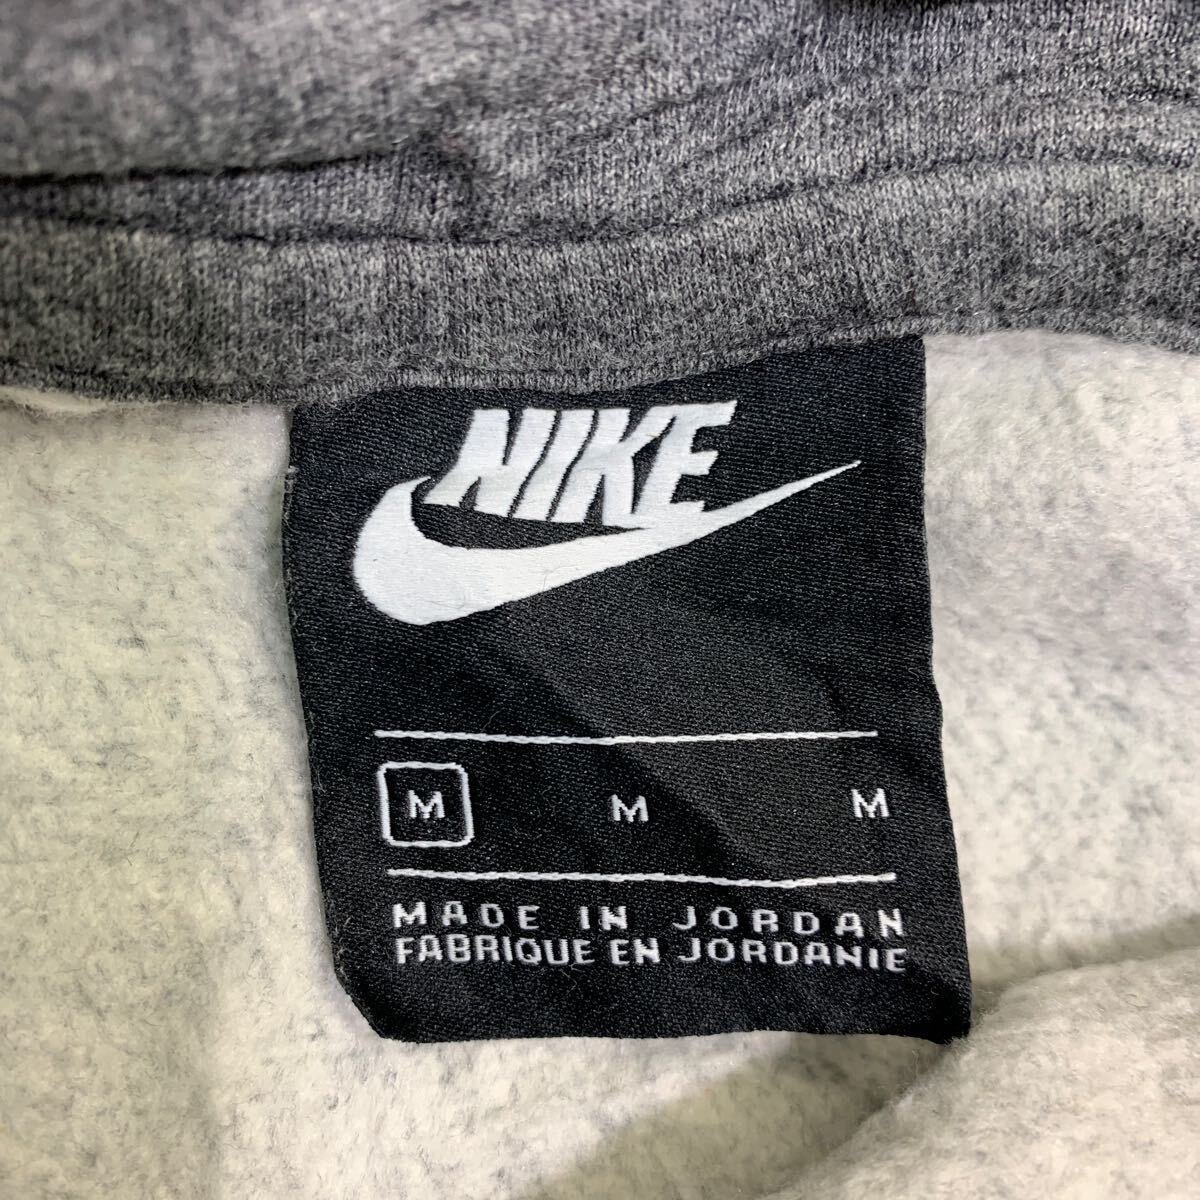 NIKE
M M M
MADE IN JORDAN
FABRIQUE EN JORDANIE